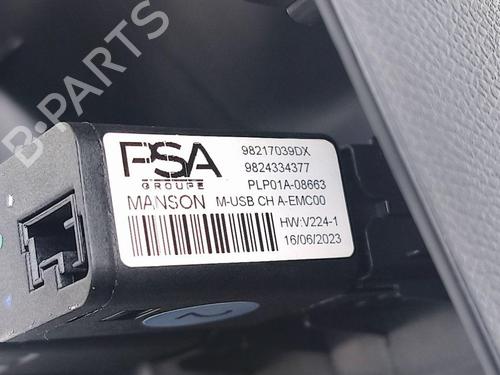 B-PARTS
PSA
GROUPE
98217039DX
9824334377
PLP01A-08663
MANSON M-USB CH A-EMC00
HW:V224-1
16/06/2023